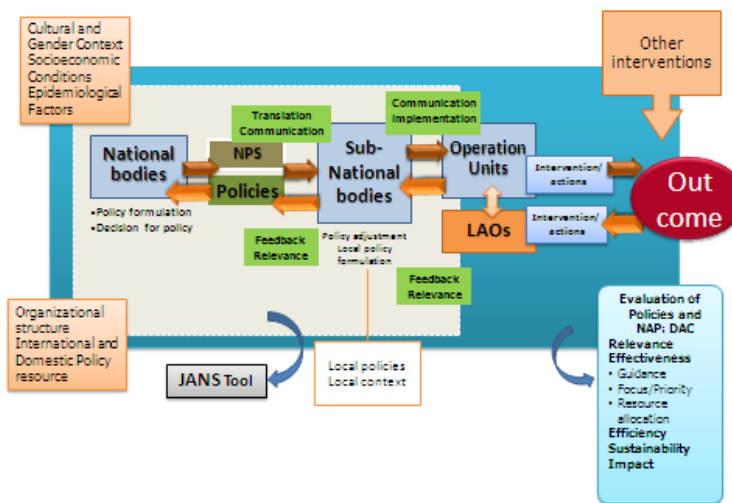 Cultural and
Gender Context
Socioeconomic
Conditions
Epidemiological
Factors
Other
interventions
Translation
Communication
Communication
Implementation
National
bodies
NPS
Policies
Sub-
National
bodies
Operation
Units
Intervention/
actions
Out
come
•Policy formulation
•Decision for policy
LAOs
Intervention/
actions
Feedback
Relevance
Policy adjustment
Local policy
formulation
Feedback
Relevance
Organizational
structure
International and
Domestic Policy
resource
JANS Tool
Local policies
Local context
Evaluation of
Policies and
NAP: DAC
Relevance
Effectiveness
• Guidance
• Focus/Priority
• Resource
allocation
Efficiency
Sustainability
Impact